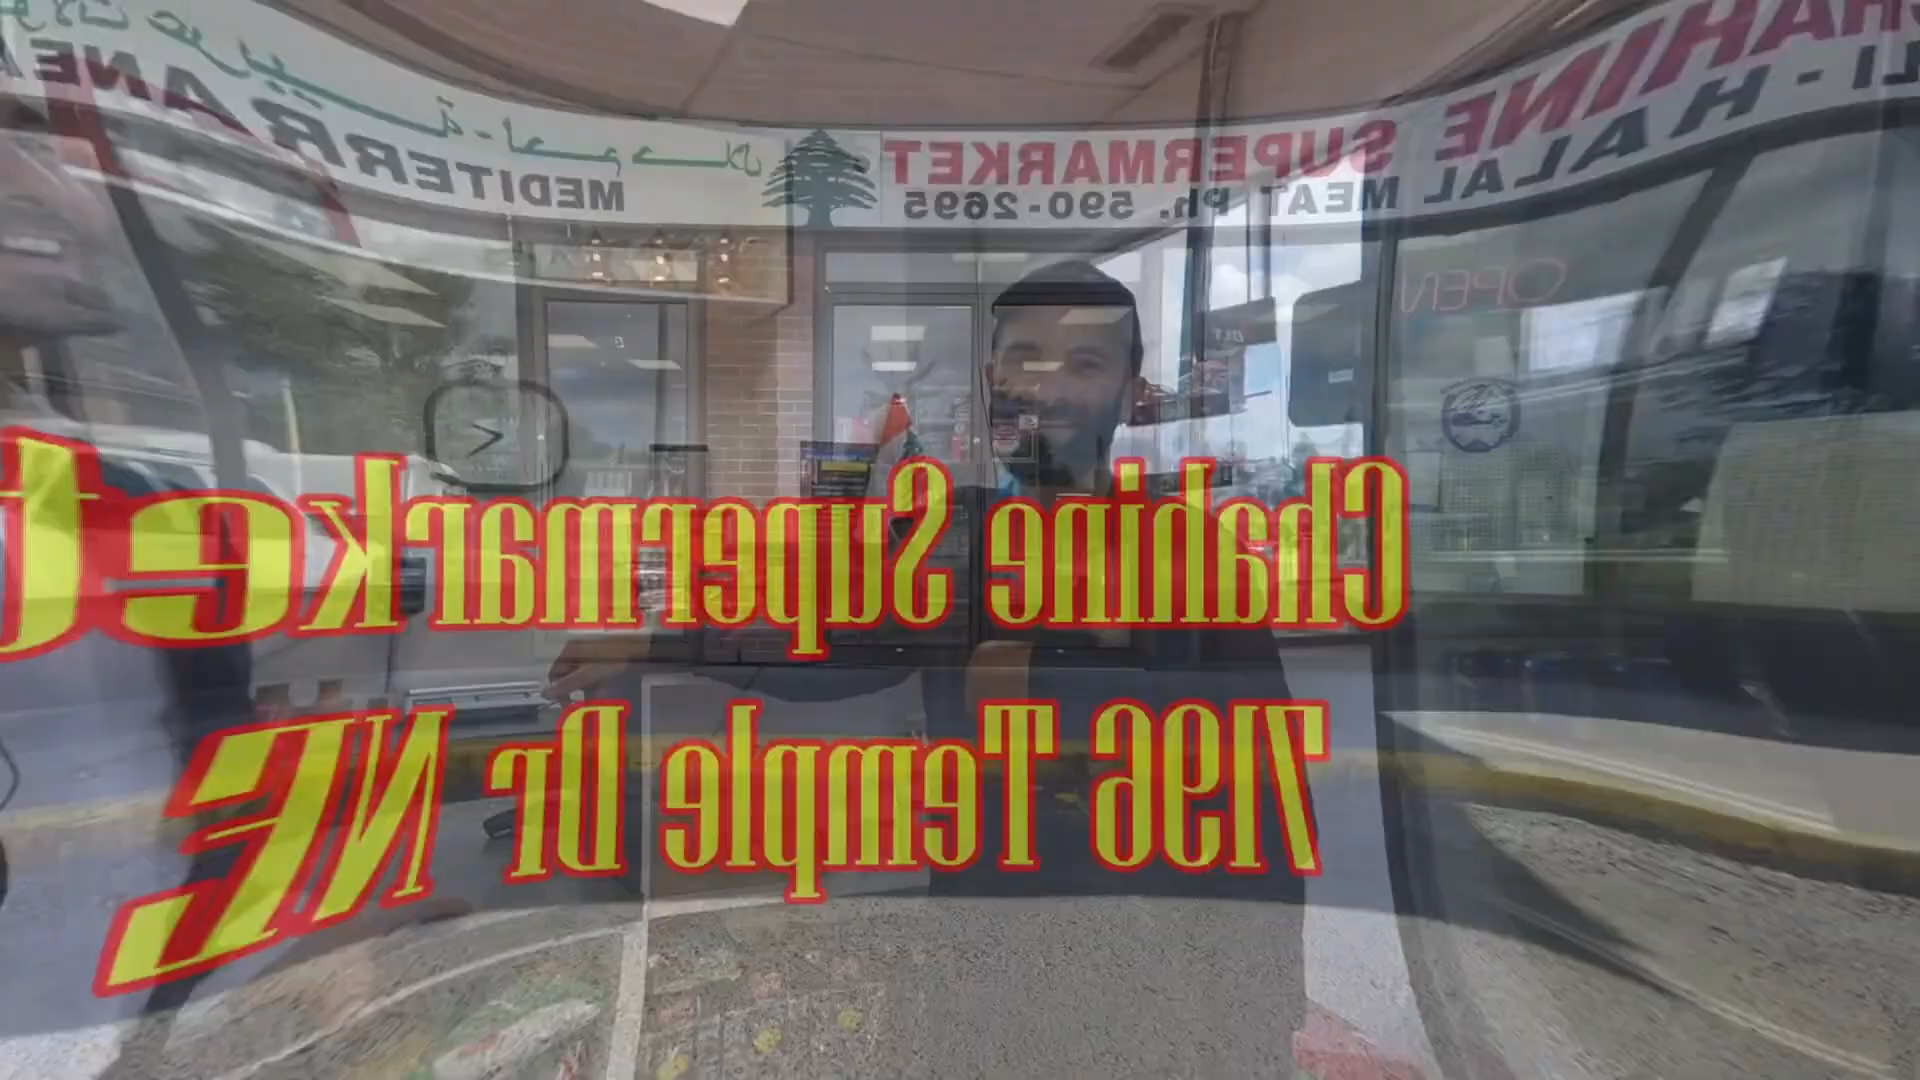 CHAHINE SUPERMARKET
HALAL MEAT Ph. 590-2695
MEDITERRANE
OPEN
Chahine Supermarket
7196 Temple Dr NE